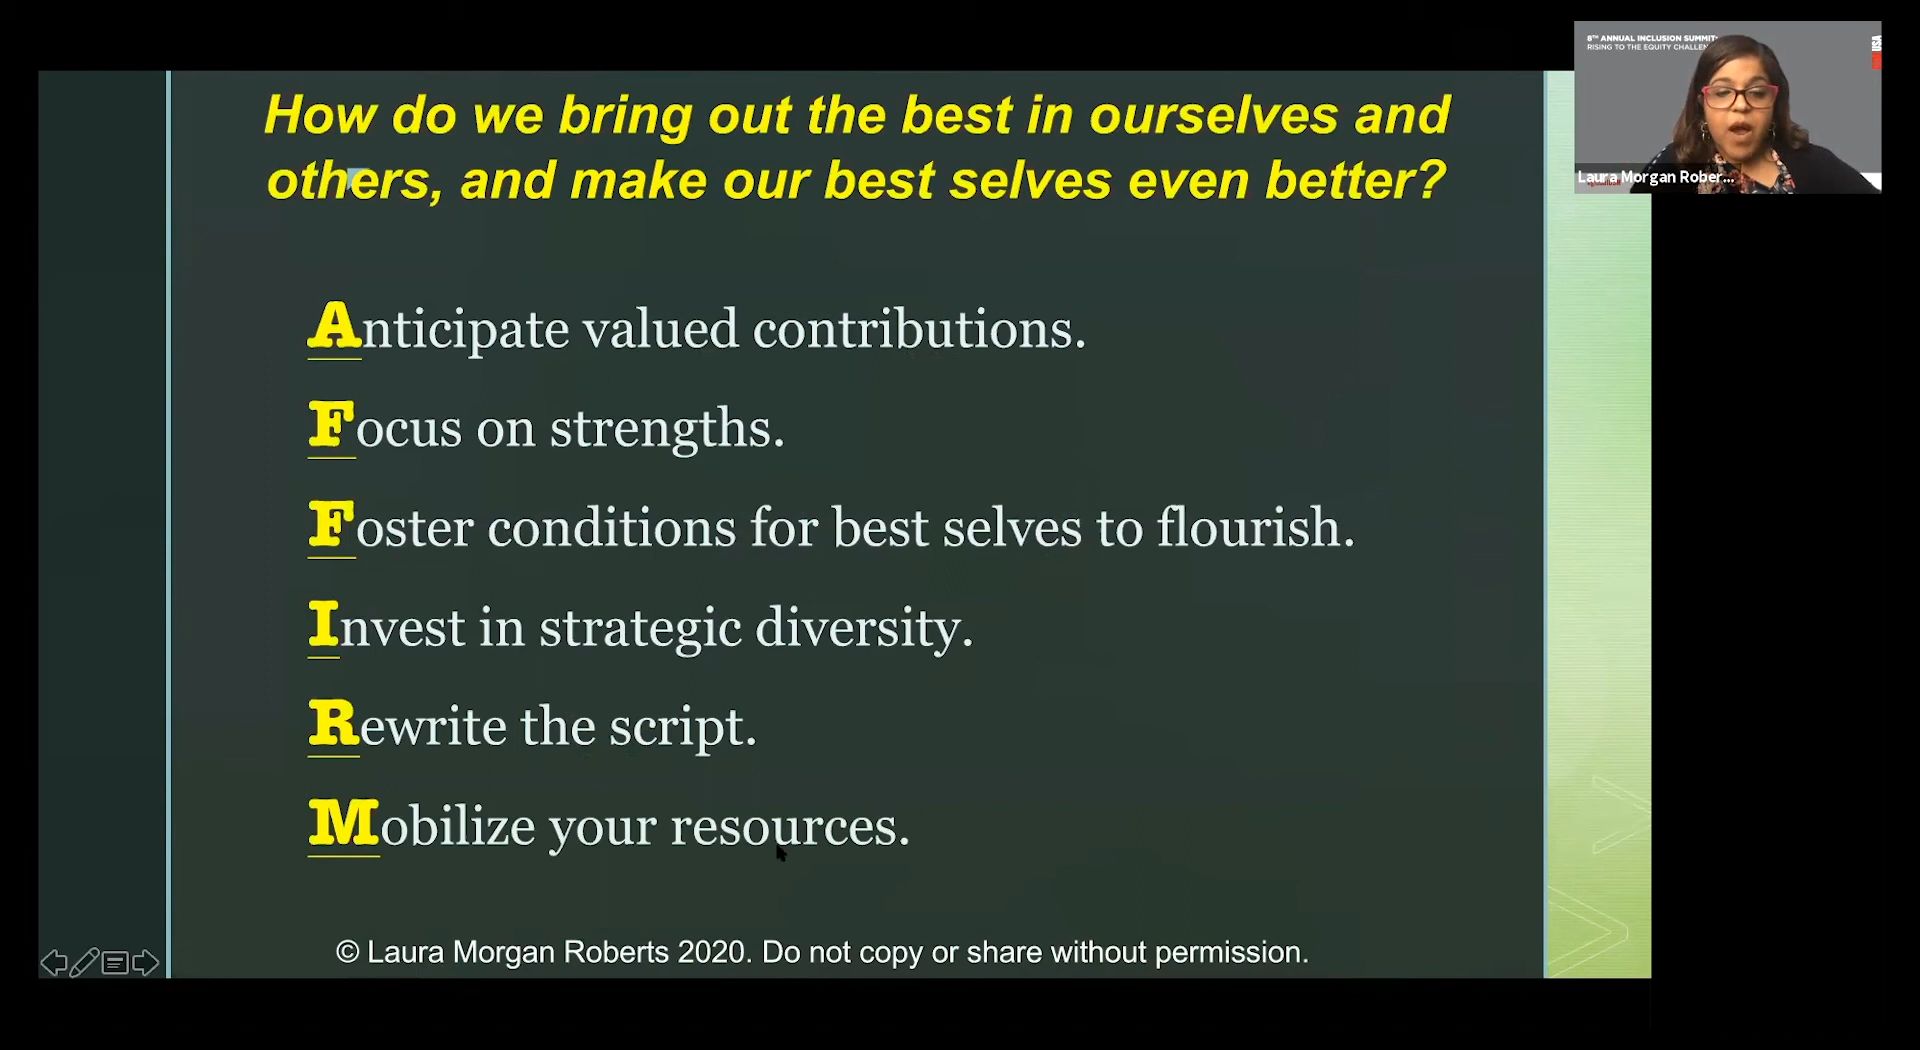 How do we bring out the best in ourselves and
others, and make our best selves even better?
Anticipate valued contributions.
Focus on strengths.
Foster conditions for best selves to flourish.
Invest in strategic diversity.
Rewrite the script.
Mobilize your resources.
© Laura Morgan Roberts 2020. Do not copy or share without permission.
8TH ANNUAL INCLUSION SUMMIT:
RISING TO THE EQUITY
USA
Laura Morgan Rober...